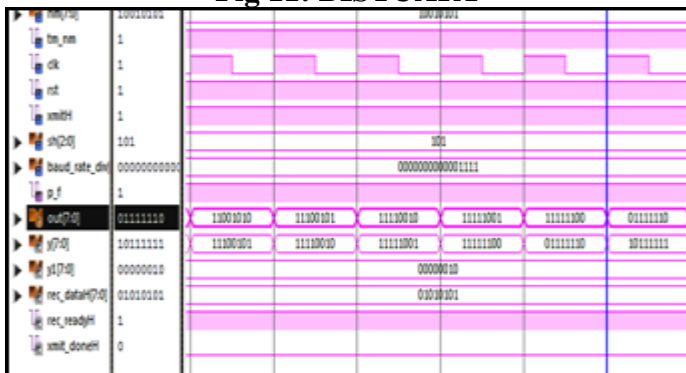 tm_nm 1
clk 1
rst 1
xmitH 1
sh[2:0] 101 101
baud_rate_div 00000000000 0000000000001111
p_f 1
out[7:0] 01111110 11001010 11100101 11110010 11111001 11111100 01111110
y[7:0] 10111111 11100101 11110010 11111001 11111100 01111110 10111111
y1[7:0] 00000010 00000010
rec_dataH[7:0] 01010101 01010101
rec_readyH 1
xmit_doneH 0